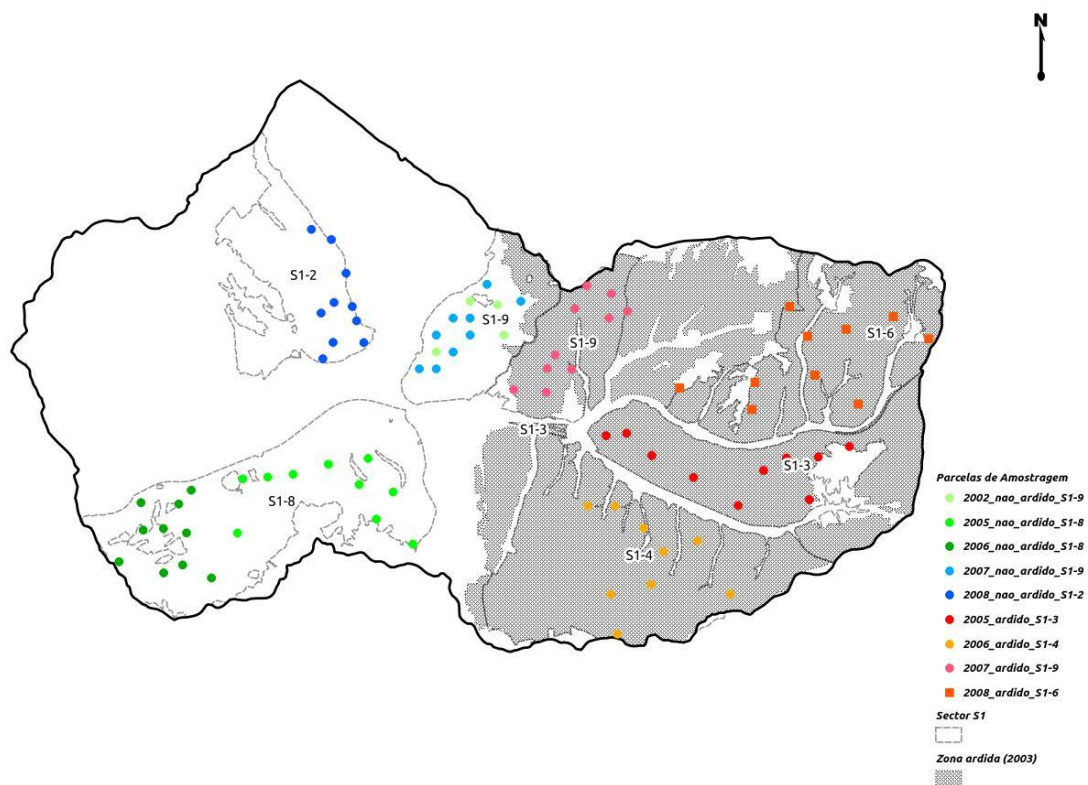 N
S1-2
S1-9
S1-9
S1-6
S1-3
S1-3
S1-8
S1-4
Parcelas de Amostragem
2002_nao_ardido_S1-9
2005_nao_ardido_S1-8
2006_nao_ardido_S1-8
2007_nao_ardido_S1-9
2008_nao_ardido_S1-2
2005_ardido_S1-3
2006_ardido_S1-4
2007_ardido_S1-9
2008_ardido_S1-6
Sector S1
Zona ardida (2003)